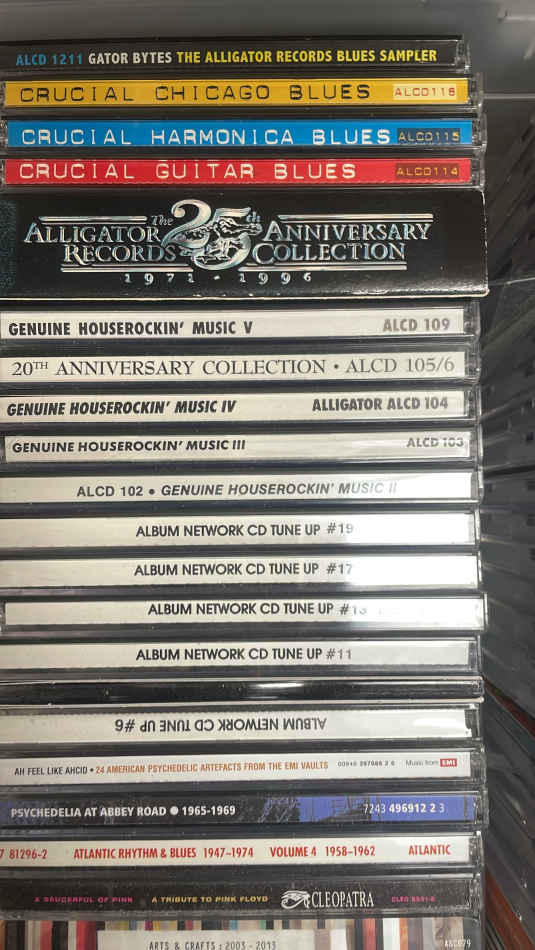 ALCD 1211 GATOR BYTES THE ALLIGATOR RECORDS BLUES SAMPLER
CRUCIAL CHICAGO BLUES ALCD116
CRUCIAL HARMONICA BLUES ALCD115
CRUCIAL GUITAR BLUES ALCD114
The 25th
ALLIGATOR ANNIVERSARY
RECORDS COLLECTION
1971 · 1996
GENUINE HOUSEROCKIN' MUSIC V ALCD 109
20TH ANNIVERSARY COLLECTION • ALCD 105/6
GENUINE HOUSEROCKIN' MUSIC IV ALLIGATOR ALCD 104
GENUINE HOUSEROCKIN' MUSIC III ALCD 103
ALCD 102 • GENUINE HOUSEROCKIN' MUSIC II
ALBUM NETWORK CD TUNE UP #19
ALBUM NETWORK CD TUNE UP #17
ALBUM NETWORK CD TUNE UP
ALBUM NETWORK CD TUNE UP #11
ALBUM NETWORK CD TUNE UP #6
AH FEEL LIKE AHCID • 24 AMERICAN PSYCHEDELIC ARTEFACTS FROM THE EMI VAULTS Music from EMI
PSYCHEDELIA AT ABBEY ROAD ● 1965-1969 7243 496912 2 3
7 81296-2 ATLANTIC RHYTHM & BLUES 1947-1974 VOLUME 4 1958-1962 ATLANTIC
A SAUCERFUL OF PINK A TRIBUTE TO PINK FLOYD CLEOPATRA
ARTS & CRAFTS : 2003 - 2013 A&C079